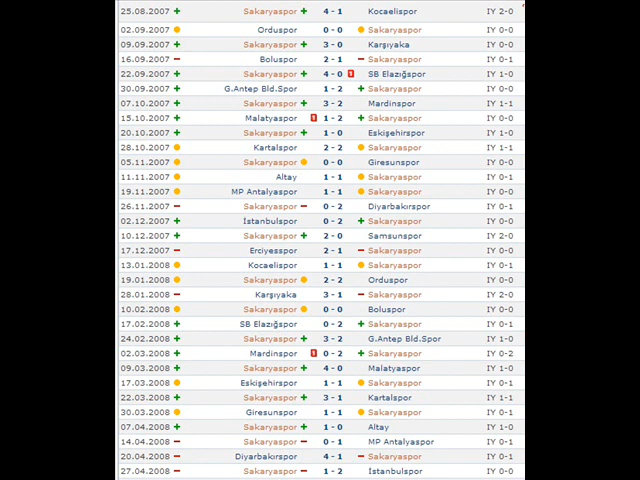 25.08.2007 + Sakaryaspor + 4 - 1 Kocaelispor IY 2-0
02.09.2007 Orduspor 0 - 0 Sakaryaspor IY 0-0
09.09.2007 + Sakaryaspor + 3 - 0 Karşıyaka IY 0-0
16.09.2007 - Boluspor 2 - 1 - Sakaryaspor IY 0-0
22.09.2007 + Sakaryaspor + 4 - 0 1 SB Elazığspor IY 1-0
30.09.2007 + G.Antep Bld.Spor 1 - 2 + Sakaryaspor IY 0-0
07.10.2007 + Sakaryaspor + 3 - 2 Mardinspor IY 1-1
15.10.2007 + Malatyaspor 1 1 - 2 + Sakaryaspor IY 0-0
20.10.2007 + Sakaryaspor + 1 - 0 Eskişehirspor IY 1-0
28.10.2007 Kartalspor 2 - 2 Sakaryaspor IY 1-1
05.11.2007 Sakaryaspor 0 - 0 Giresunspor IY 0-0
11.11.2007 Altay 1 - 1 Sakaryaspor IY 0-1
19.11.2007 MP Antalyaspor 1 - 1 Sakaryaspor IY 0-0
26.11.2007 - Sakaryaspor - 0 - 2 Diyarbakırspor IY 0-1
02.12.2007 + İstanbulspor 0 - 2 + Sakaryaspor IY 0-0
10.12.2007 + Sakaryaspor + 2 - 0 Samsunspor IY 2-0
17.12.2007 - Erciyesspor 2 - 1 - Sakaryaspor IY 0-0
13.01.2008 Kocaelispor 1 - 1 Sakaryaspor IY 0-1
19.01.2008 Sakaryaspor 2 - 2 Orduspor IY 0-0
28.01.2008 - Karşıyaka 3 - 1 - Sakaryaspor IY 2-0
10.02.2008 Sakaryaspor 0 - 0 Boluspor IY 0-0
17.02.2008 + SB Elazığspor 0 - 2 + Sakaryaspor IY 0-1
24.02.2008 + Sakaryaspor + 3 - 2 G.Antep Bld.Spor IY 1-0
02.03.2008 + Mardinspor 1 0 - 2 + Sakaryaspor IY 0-2
09.03.2008 + Sakaryaspor + 4 - 0 Malatyaspor IY 1-0
17.03.2008 Eskişehirspor 1 - 1 Sakaryaspor IY 0-1
22.03.2008 + Sakaryaspor + 3 - 1 Kartalspor IY 1-1
30.03.2008 Giresunspor 1 - 1 Sakaryaspor IY 0-1
07.04.2008 + Sakaryaspor + 1 - 0 Altay IY 1-0
14.04.2008 - Sakaryaspor - 0 - 1 MP Antalyaspor IY 0-1
20.04.2008 - Diyarbakırspor 4 - 1 - Sakaryaspor IY 0-1
27.04.2008 - Sakaryaspor - 1 - 2 İstanbulspor IY 0-0